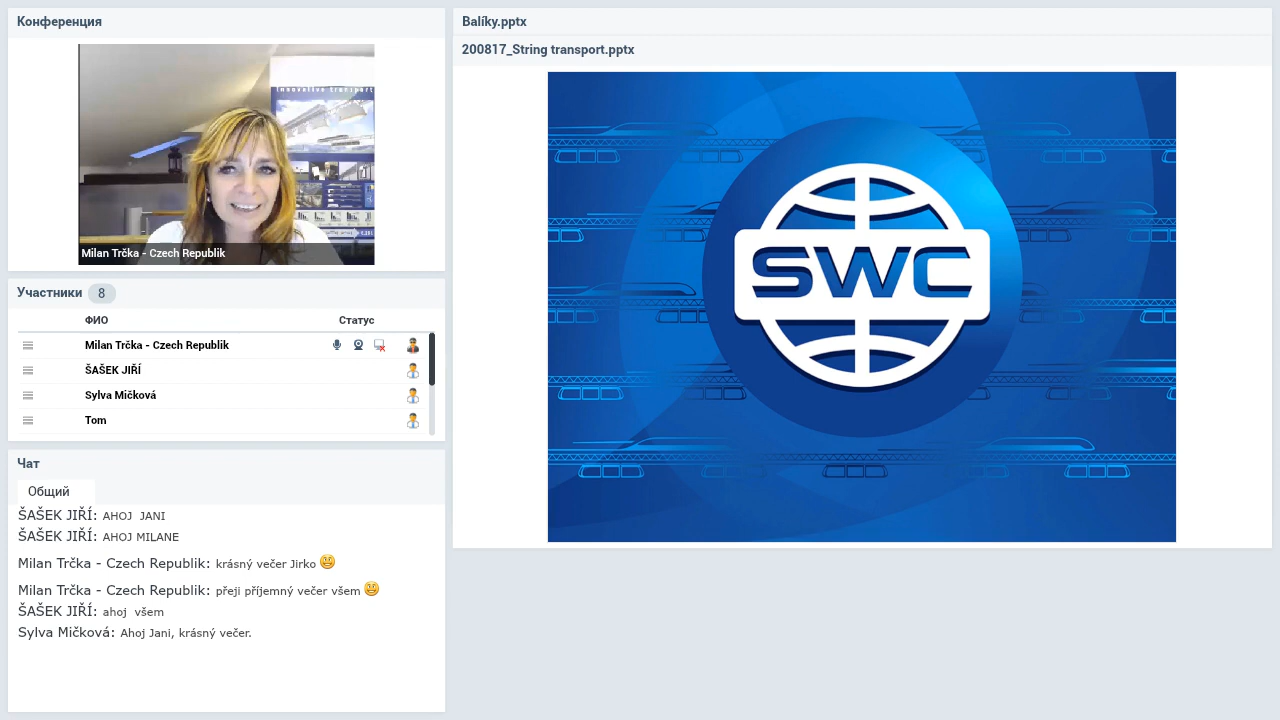 Конференция
Innovative transport
Milan Trčka - Czech Republik
Участники 8
ФИО Статус
Milan Trčka - Czech Republik
ŠAŠEK JIŘÍ
Sylva Mičková
Tom
Чат
Общий
ŠAŠEK JIŘÍ: AHOJ JANI
ŠAŠEK JIŘÍ: AHOJ MILANE
Milan Trčka - Czech Republik: krásný večer Jirko
Milan Trčka - Czech Republik: přeji příjemný večer všem
ŠAŠEK JIŘÍ: ahoj všem
Sylva Mičková: Ahoj Jani, krásný večer.
Balíky.pptx
200817_String transport.pptx
SWC